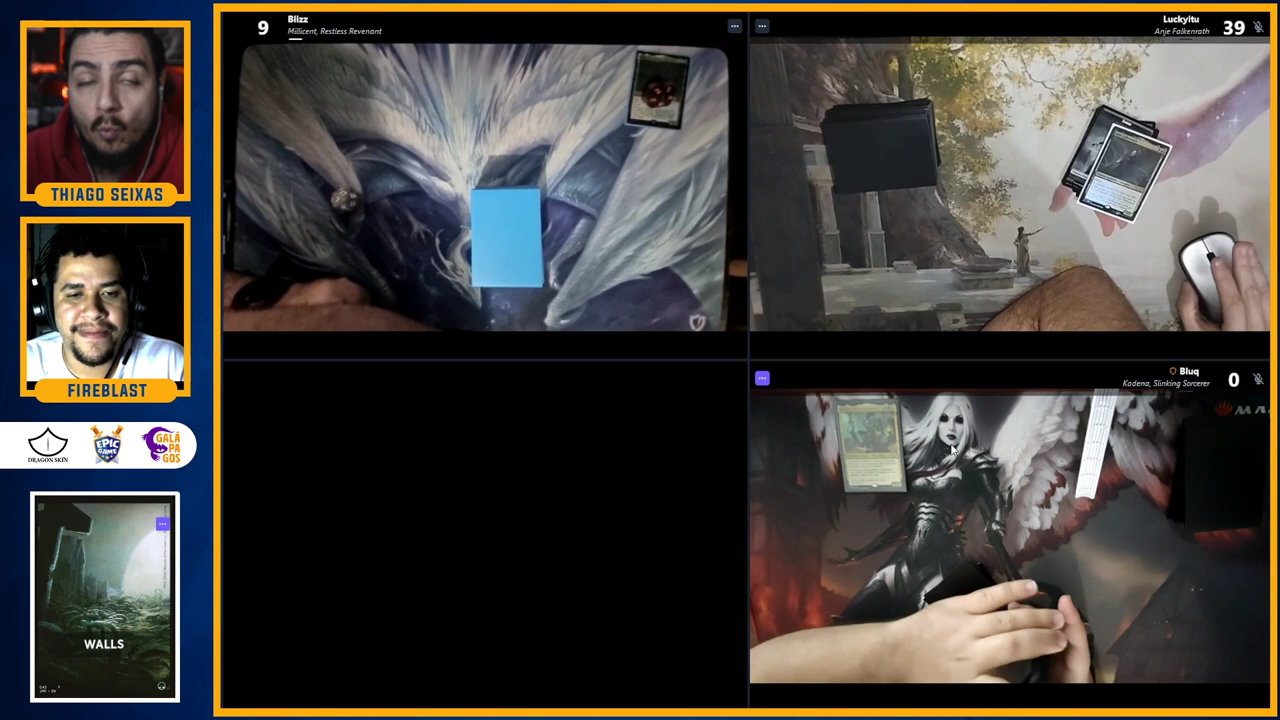 THIAGO SEIXAS
FIREBLAST
DRAGON SKIN
EPIC GAME
GALÁPAGOS
WALLS
9
Blizz
Millicent, Restless Revenant
Luckyitu
Anje Falkenrath
39
Bluq
Kadena, Slinking Sorcerer
0